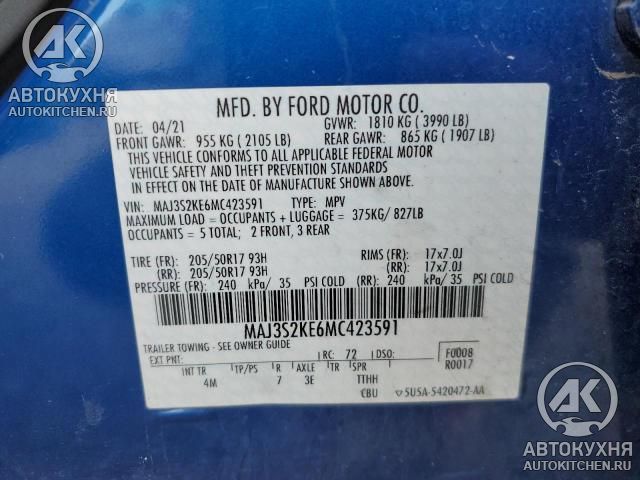 АК
АВТОКУХНЯ
AUTOKITCHEN.RU
MFD. BY FORD MOTOR CO.
DATE: 04/21 GVWR: 1810 KG ( 3990 LB)
FRONT GAWR: 955 KG ( 2105 LB) REAR GAWR: 865 KG ( 1907 LB)
THIS VEHICLE CONFORMS TO ALL APPLICABLE FEDERAL MOTOR
VEHICLE SAFETY AND THEFT PREVENTION STANDARDS
IN EFFECT ON THE DATE OF MANUFACTURE SHOWN ABOVE.
VIN: MAJ3S2KE6MC423591 TYPE: MPV
MAXIMUM LOAD = OCCUPANTS + LUGGAGE = 375KG/ 827LB
OCCUPANTS = 5 TOTAL; 2 FRONT, 3 REAR
TIRE (FR): 205/50R17 93H RIMS (FR): 17x7.0J
(RR): 205/50R17 93H (RR): 17x7.0J
PRESSURE (FR): 240 kPa/ 35 PSI COLD (RR): 240 kPa/ 35 PSI COLD
MAJ3S2KE6MC423591
TRAILER TOWING - SEE OWNER GUIDE
EXT PNT: RC: 72 DSO: F0008
R0017
INT TR TP/PS R AXLE TR SPR
4M 7 3E TTHH
CBU 5U5A-5420472-AA
АК
АВТОКУХНЯ
AUTOKITCHEN.RU